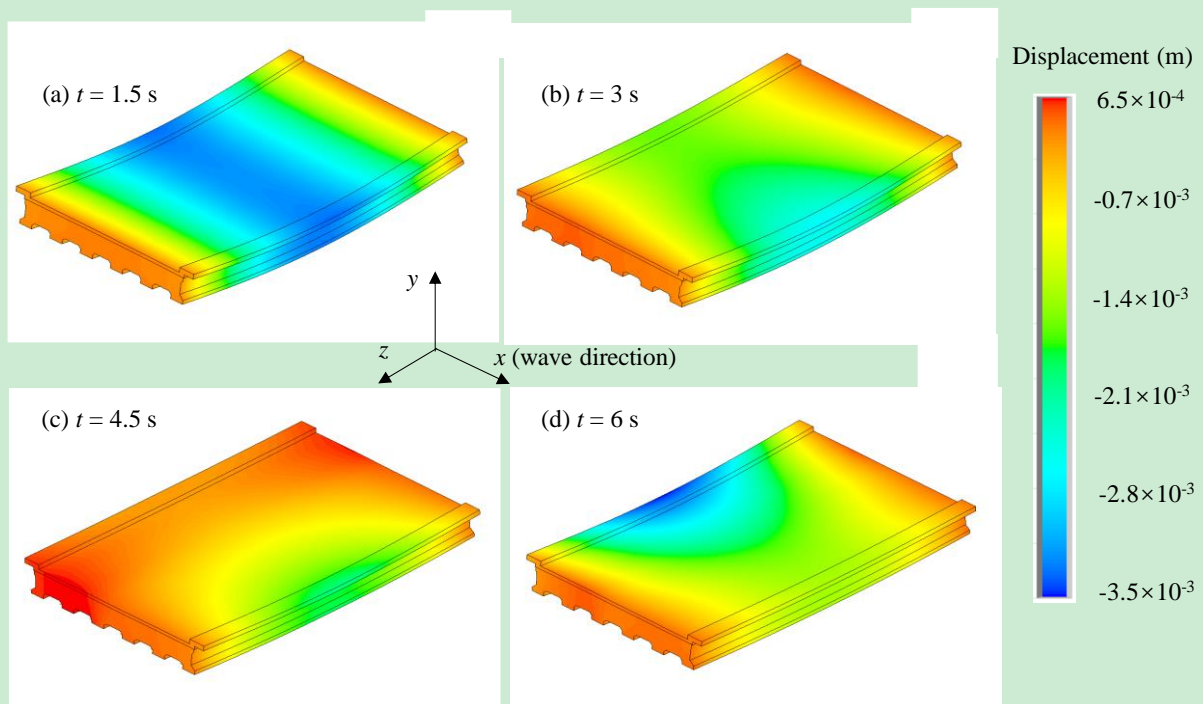 (a) t = 1.5 s
(b) t = 3 s
Displacement (m)
6.5×10⁻⁴
-0.7×10⁻³
-1.4×10⁻³
-2.1×10⁻³
-2.8×10⁻³
-3.5×10⁻³
y
z
x (wave direction)
(c) t = 4.5 s
(d) t = 6 s